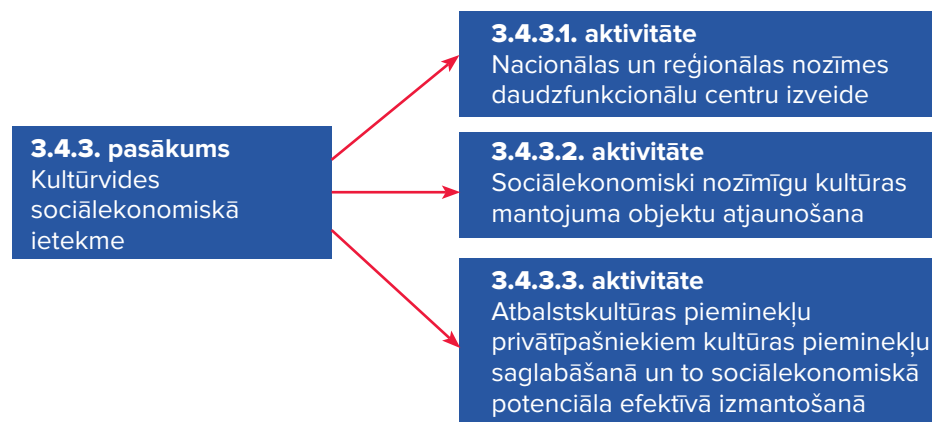 3.4.3. pasākums
Kultūrvides
sociālekonomiskā
ietekme
3.4.3.1. aktivitāte
Nacionālas un reģionālas nozīmes
daudzfunkcionālu centru izveide
3.4.3.2. aktivitāte
Sociālekonomiski nozīmīgu kultūras
mantojuma objektu atjaunošana
3.4.3.3. aktivitāte
Atbalstskultūras pieminekļu
privātīpašniekiem kultūras pieminekļu
saglabāšanā un to sociālekonomiskā
potenciāla efektīvā izmantošanā